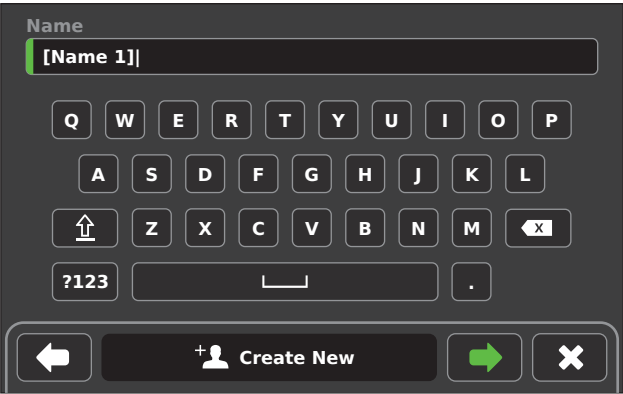 Name
[Name 1]
Q W E R T Y U I O P
A S D F G H J K L
Z X C V B N M X
?123 .
+ Create New